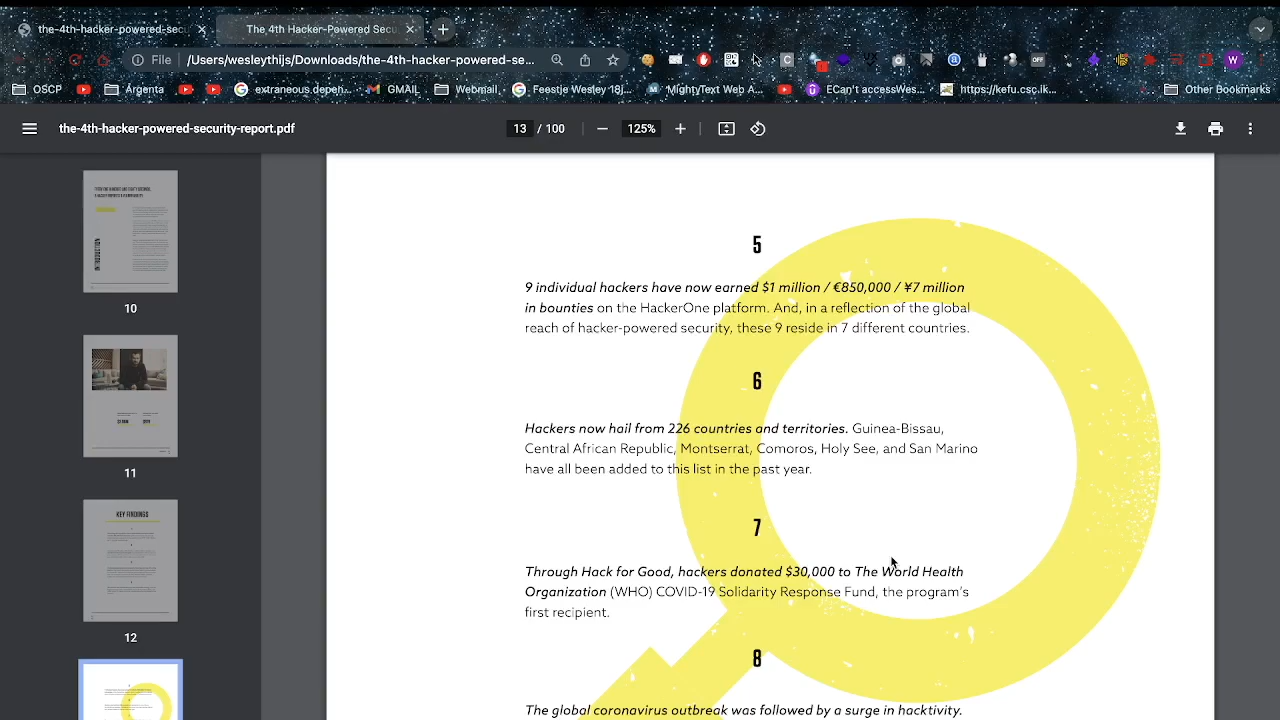 the-4th-hacker-powered-sec
The 4th Hacker-Powered Secu
File
/Users/wesleythijs/Downloads/the-4th-hacker-powered-se...
W
OSCP
Argenta
extraneous.depen..
GMAIL
Webmail
Feestje Wesley 18j...
MightyText Web A...
ECan't accessWes...
https://kefu.csc.lk...
Other Bookmarks
OFF
the-4th-hacker-powered-security-report.pdf
13 / 100
125%
10
11
KEY FINDINGS
12
INTRODUCTION
5
9 individual hackers have now earned $1 million / €850,000 / ¥7 million
in bounties on the HackerOne platform. And, in a reflection of the global
reach of hacker-powered security, these 9 reside in 7 different countries.
6
Hackers now hail from 226 countries and territories. Guinea-Bissau,
Central African Republic, Montserrat, Comoros, Holy See, and San Marino
have all been added to this list in the past year.
7
Through Hack for Good, hackers donated $30,000 to The World Health
Organization (WHO) COVID-19 Solidarity Response Fund, the program's
first recipient.
8
The global coronavirus outbreak was followed by a surge in hacktivity.